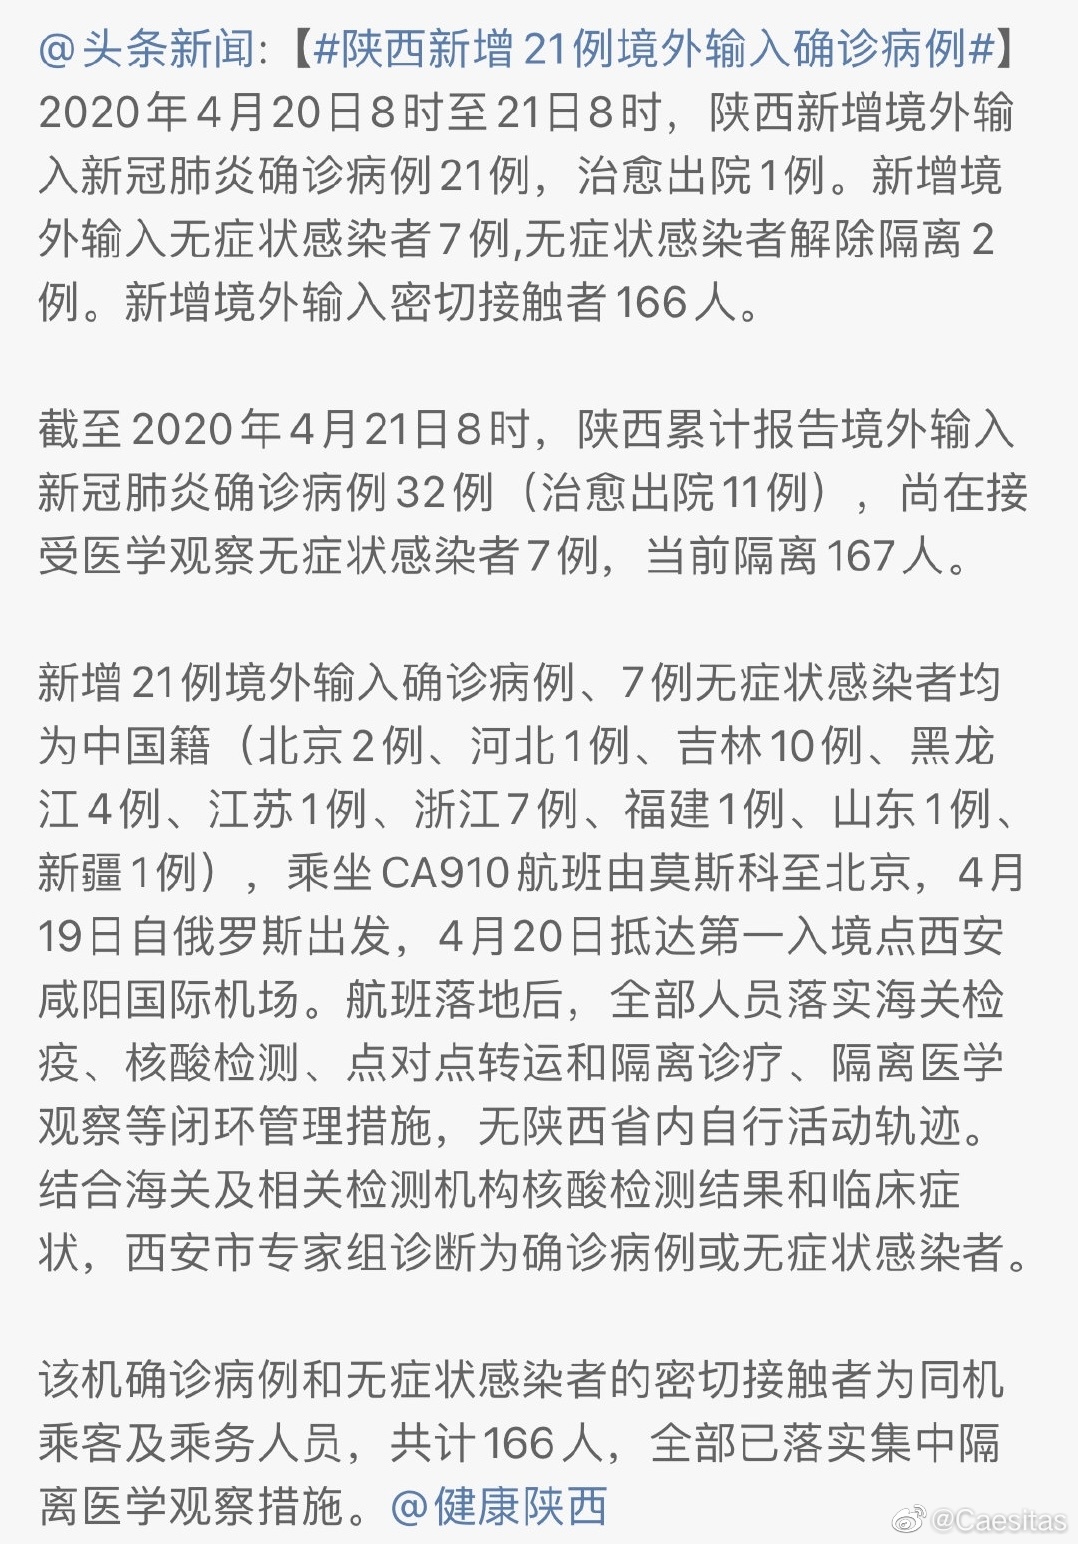 @头条新闻:【#陕西新增21例境外输入确诊病例#】
2020年4月20日8时至21日8时，陕西新增境外输
入新冠肺炎确诊病例21例，治愈出院1例。新增境
外输入无症状感染者7例,无症状感染者解除隔离2
例。新增境外输入密切接触者166人。
截至2020年4月21日8时，陕西累计报告境外输入
新冠肺炎确诊病例32例（治愈出院11例），尚在接
受医学观察无症状感染者7例，当前隔离167人。
新增21例境外输入确诊病例、7例无症状感染者均
为中国籍（北京2例、河北1例、吉林10例、黑龙
江4例、江苏1例、浙江7例、福建1例、山东1例、
新疆1例），乘坐CA910航班由莫斯科至北京，4月
19日自俄罗斯出发，4月20日抵达第一入境点西安
咸阳国际机场。航班落地后，全部人员落实海关检
疫、核酸检测、点对点转运和隔离诊疗、隔离医学
观察等闭环管理措施，无陕西省内自行活动轨迹。
结合海关及相关检测机构核酸检测结果和临床症
状，西安市专家组诊断为确诊病例或无症状感染者。
该机确诊病例和无症状感染者的密切接触者为同机
乘客及乘务人员，共计166人，全部已落实集中隔
离医学观察措施。@健康陕西
@Caesitas